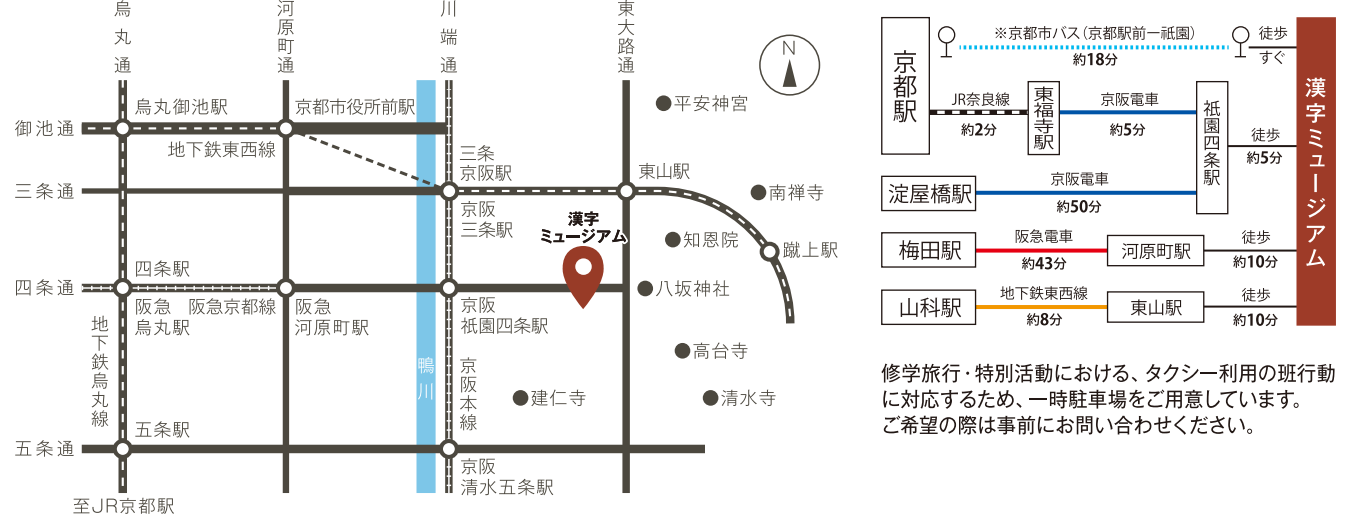 烏丸通
河原町通
川端通
東大路通
N
烏丸御池駅
京都市役所前駅
平安神宮
御池通
地下鉄東西線
三条
京阪駅
東山駅
三条通
南禅寺
京阪
三条駅
漢字
ミュージアム
知恩院
蹴上駅
四条駅
四条通
八坂神社
阪急
烏丸駅
阪急京都線
阪急
河原町駅
京阪
祇園四条駅
地下鉄烏丸線
高台寺
鴨川
京阪本線
建仁寺
清水寺
五条駅
五条通
京阪
清水五条駅
至JR京都駅
京都駅
※京都市バス(京都駅前ー祇園)
約18分
徒歩
すぐ
JR奈良線
約2分
東福寺駅
京阪電車
約5分
祇園四条駅
徒歩
約5分
漢字ミュージアム
淀屋橋駅
京阪電車
約50分
梅田駅
阪急電車
約43分
河原町駅
徒歩
約10分
山科駅
地下鉄東西線
約8分
東山駅
徒歩
約10分
修学旅行・特別活動における、タクシー利用の班行動
に対応するため、一時駐車場をご用意しています。
ご希望の際は事前にお問い合わせください。